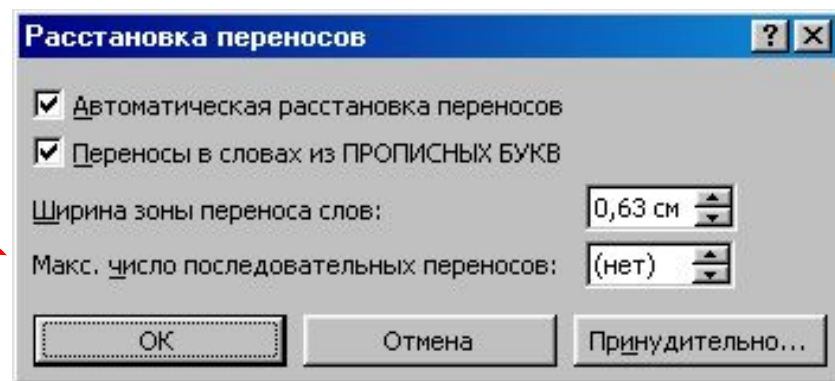 Расстановка переносов
Автоматическая расстановка переносов
Переносы в словах из ПРОПИСНЫХ БУКВ
Ширина зоны переноса слов: 0,63 см
Макс. число последовательных переносов: (нет)
ОК Отмена Принудительно...